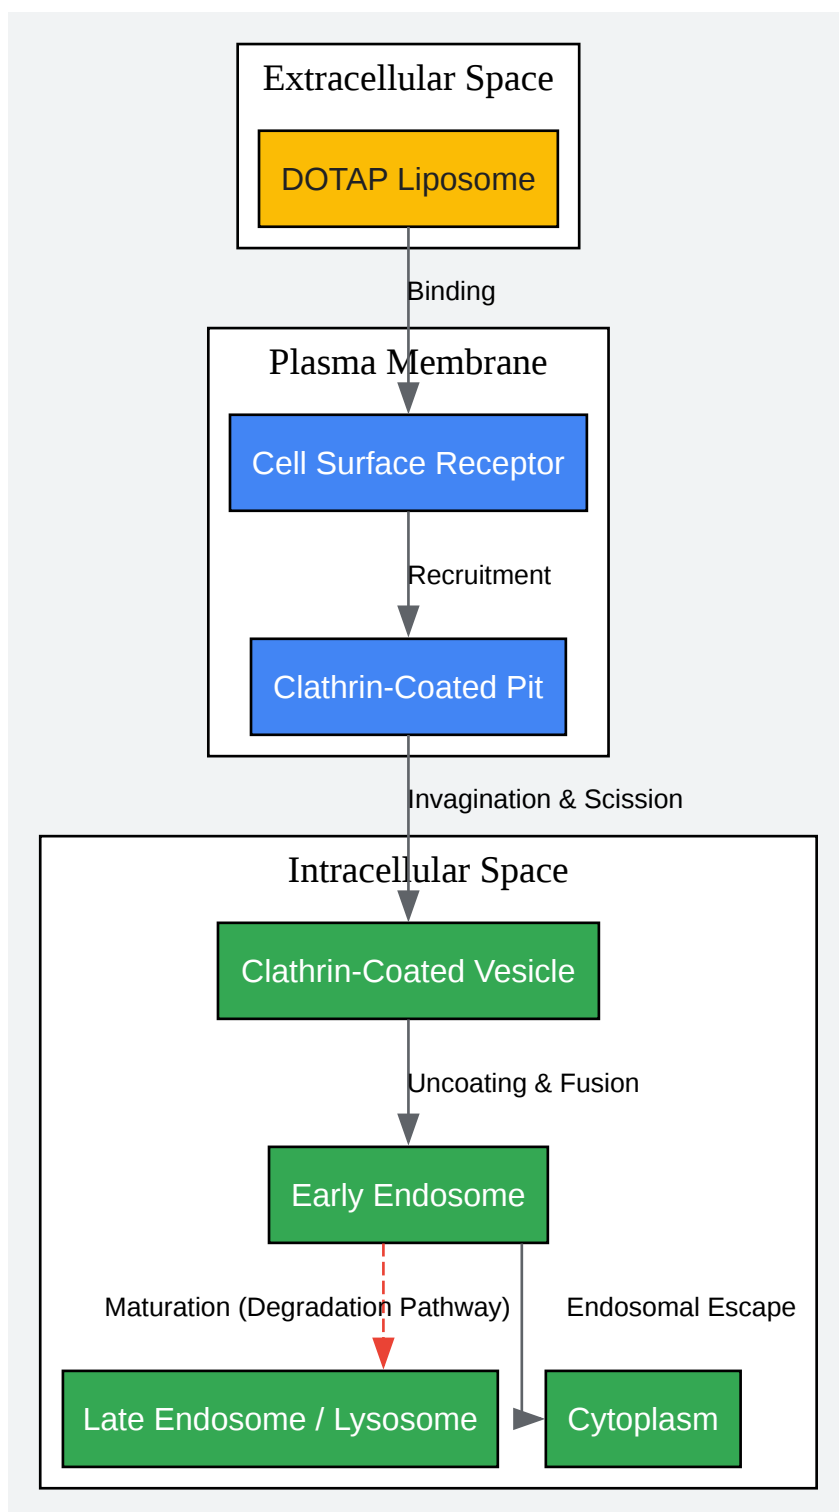 Extracellular Space
DOTAP Liposome
Binding
Plasma Membrane
Cell Surface Receptor
Recruitment
Clathrin-Coated Pit
Invagination & Scission
Intracellular Space
Clathrin-Coated Vesicle
Uncoating & Fusion
Early Endosome
Maturation (Degradation Pathway)
Endosomal Escape
Late Endosome / Lysosome
Cytoplasm